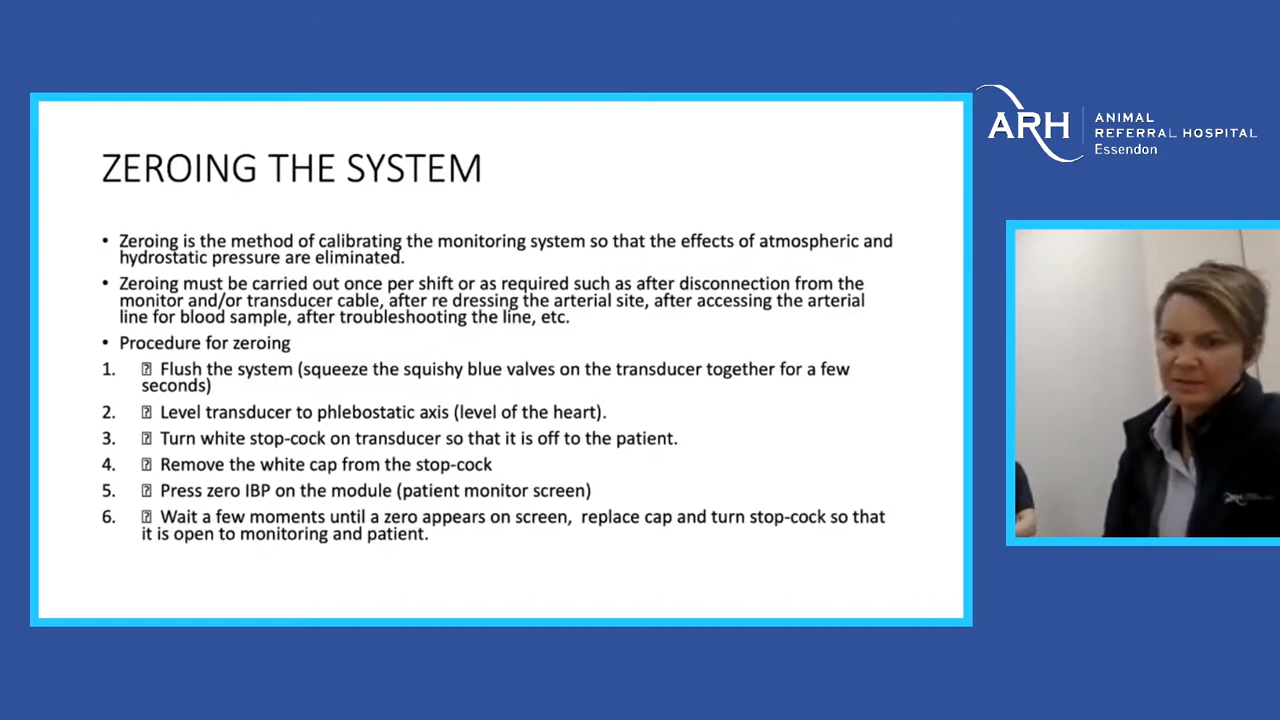 ZEROING THE SYSTEM
• Zeroing is the method of calibrating the monitoring system so that the effects of atmospheric and
hydrostatic pressure are eliminated.
• Zeroing must be carried out once per shift or as required such as after disconnection from the
monitor and/or transducer cable, after re dressing the arterial site, after accessing the arterial
line for blood sample, after troubleshooting the line, etc.
• Procedure for zeroing
1. ⍰ Flush the system (squeeze the squishy blue valves on the transducer together for a few
seconds)
2. ⍰ Level transducer to phlebostatic axis (level of the heart).
3. ⍰ Turn white stop-cock on transducer so that it is off to the patient.
4. ⍰ Remove the white cap from the stop-cock
5. ⍰ Press zero IBP on the module (patient monitor screen)
6. ⍰ Wait a few moments until a zero appears on screen, replace cap and turn stop-cock so that
it is open to monitoring and patient.
ARH
ANIMAL
REFERRAL HOSPITAL
Essendon